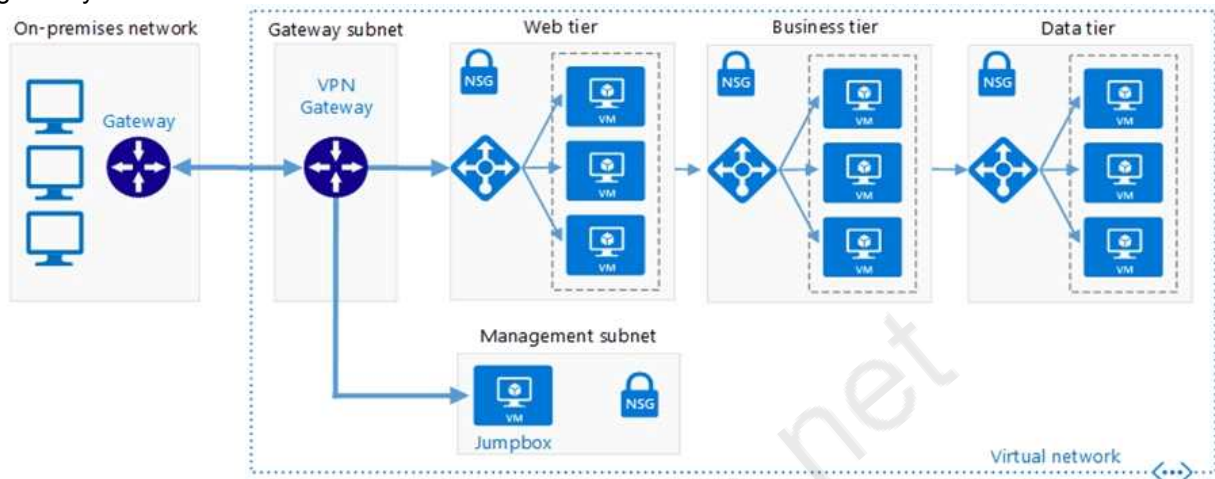 On-premises network
Gateway subnet
Web tier
Business tier
Data tier
VPN
Gateway
Gateway
NSG
NSG
NSG
VM
VM
VM
VM
VM
VM
VM
VM
VM
Management subnet
VM
NSG
Jumpbox
Virtual network
net